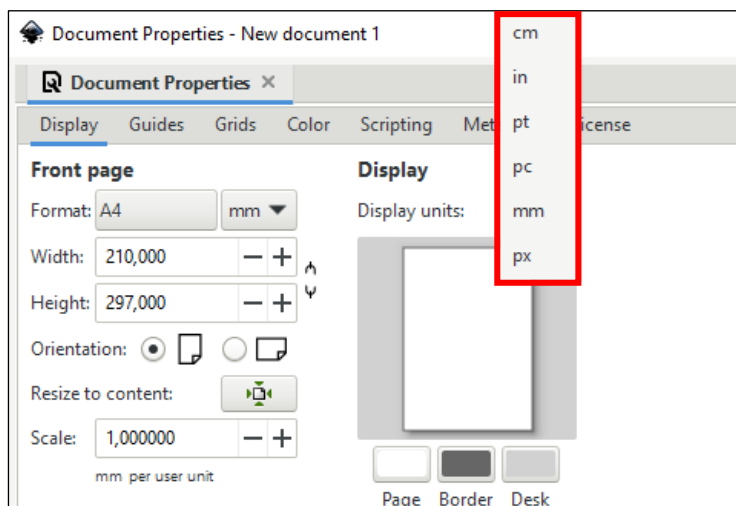 Document Properties - New document 1
Document Properties
Display Guides Grids Color Scripting
cm
in
pt
pc
mm
px
Front page
Format: A4 mm
Width: 210,000
Height: 297,000
Orientation:
Resize to content:
Scale: 1,000000
mm per user unit
Display
Display units:
Page Border Desk